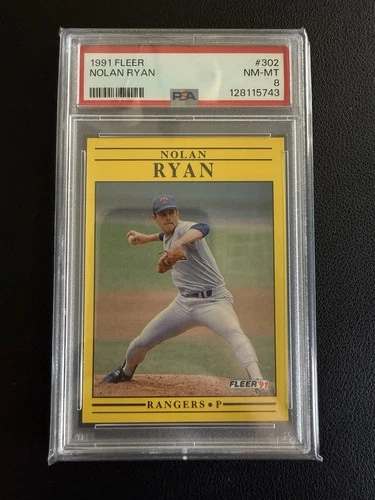 1991 FLEER #302
NOLAN RYAN NM-MT
8
PSA 128115743
NOLAN
RYAN
FLEER '91
RANGERS • P